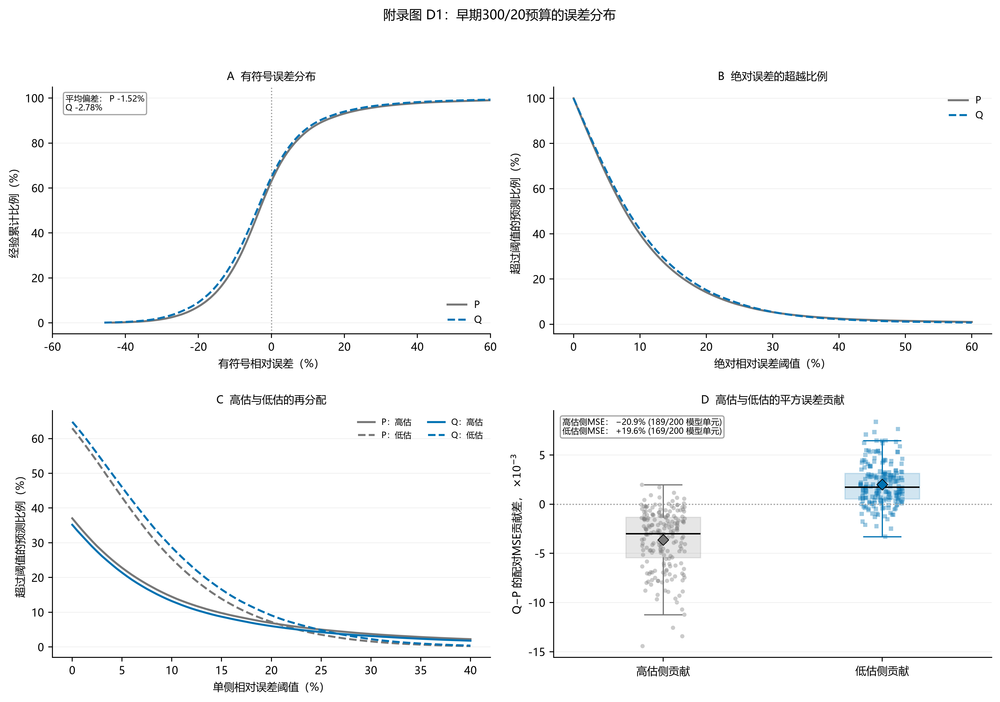 附录图 D1：早期300/20预算的误差分布
A 有符号误差分布
平均偏差： P -1.52%
Q -2.78%
100
80
60
40
20
0
经验累计比例（%）
P
Q
-60 -40 -20 0 20 40 60
有符号相对误差（%）
B 绝对误差的超越比例
100
80
60
40
20
0
超过阈值的预测比例（%）
P
Q
0 10 20 30 40 50 60
绝对相对误差阈值（%）
C 高估与低估的再分配
P：高估 Q：高估
P：低估 Q：低估
60
50
40
30
20
10
0
超过阈值的预测比例（%）
0 5 10 15 20 25 30 35 40
单侧相对误差阈值（%）
D 高估与低估的平方误差贡献
高估侧MSE： −20.9% (189/200 模型单元)
低估侧MSE： +19.6% (169/200 模型单元)
5
0
-5
-10
-15
Q−P 的配对MSE贡献差， ×10⁻³
高估侧贡献 低估侧贡献